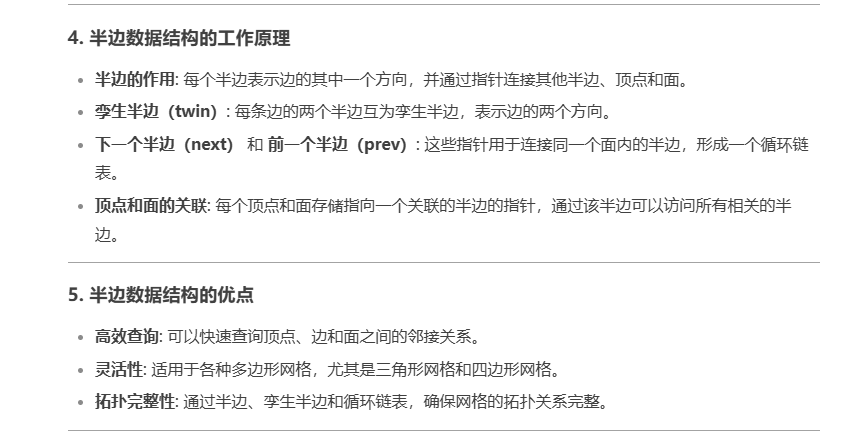 4. 半边数据结构的工作原理
半边的作用: 每个半边表示边的其中一个方向，并通过指针连接其他半边、顶点和面。
孪生半边（twin）: 每条边的两个半边互为孪生半边，表示边的两个方向。
下一个半边（next） 和 前一个半边（prev）: 这些指针用于连接同一个面内的半边，形成一个循环链
表。
顶点和面的关联: 每个顶点和面存储指向一个关联的半边的指针，通过该半边可以访问所有相关的半
边。
5. 半边数据结构的优点
高效查询: 可以快速查询顶点、边和面之间的邻接关系。
灵活性: 适用于各种多边形网格，尤其是三角形网格和四边形网格。
拓扑完整性: 通过半边、孪生半边和循环链表，确保网格的拓扑关系完整。